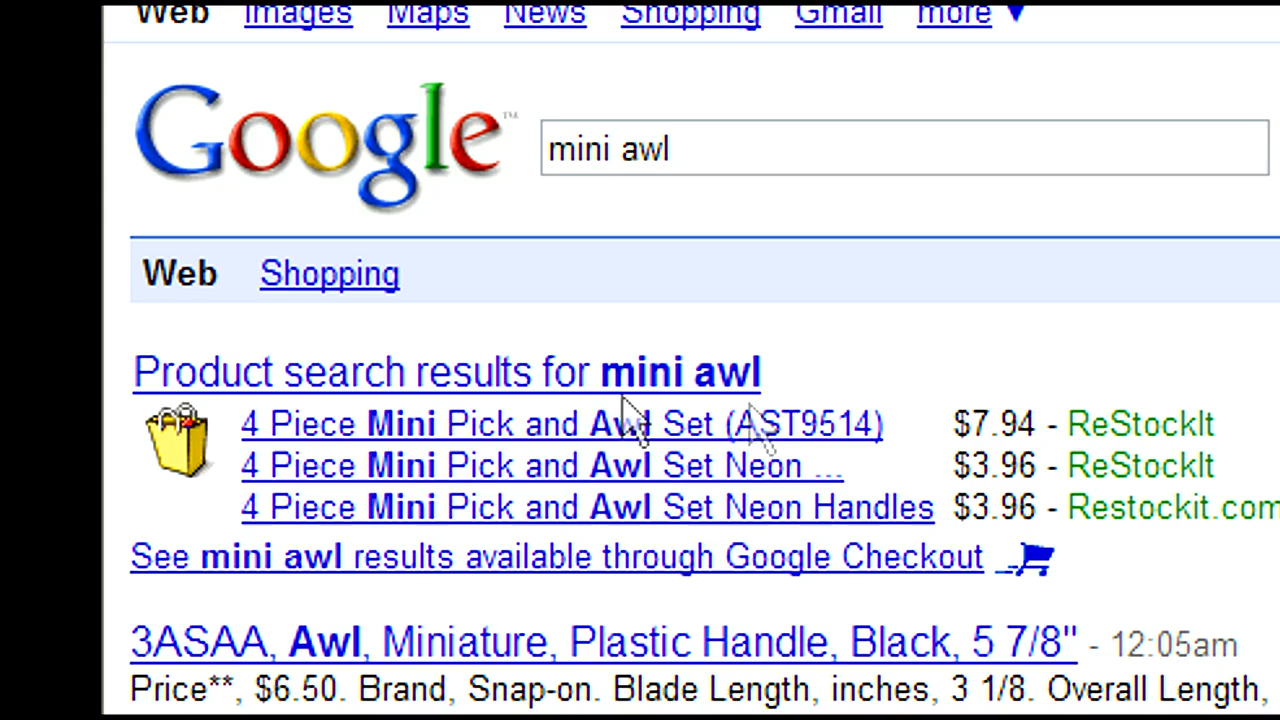 Web Images Maps News Shopping Gmail more ▼
Google™
mini awl
Web Shopping
Product search results for mini awl
4 Piece Mini Pick and Awl Set (AST9514) $7.94 - ReStockIt
4 Piece Mini Pick and Awl Set Neon ... $3.96 - ReStockIt
4 Piece Mini Pick and Awl Set Neon Handles $3.96 - Restockit.com
See mini awl results available through Google Checkout
3ASAA, Awl, Miniature, Plastic Handle, Black, 5 7/8" - 12:05am
Price**, $6.50. Brand, Snap-on. Blade Length, inches, 3 1/8. Overall Length,